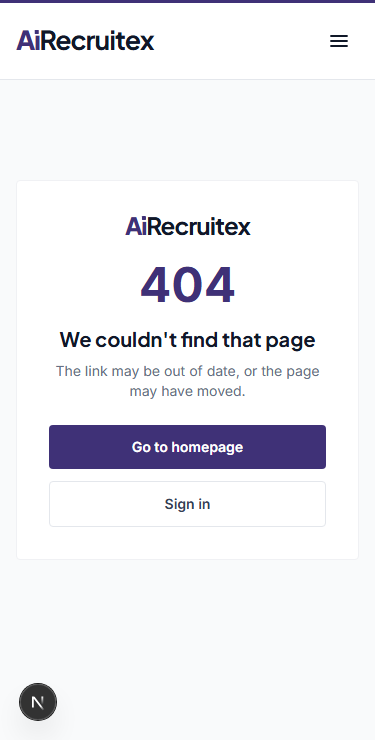 AiRecruitex
AiRecruitex
404
We couldn't find that page
The link may be out of date, or the page
may have moved.
Go to homepage
Sign in
N